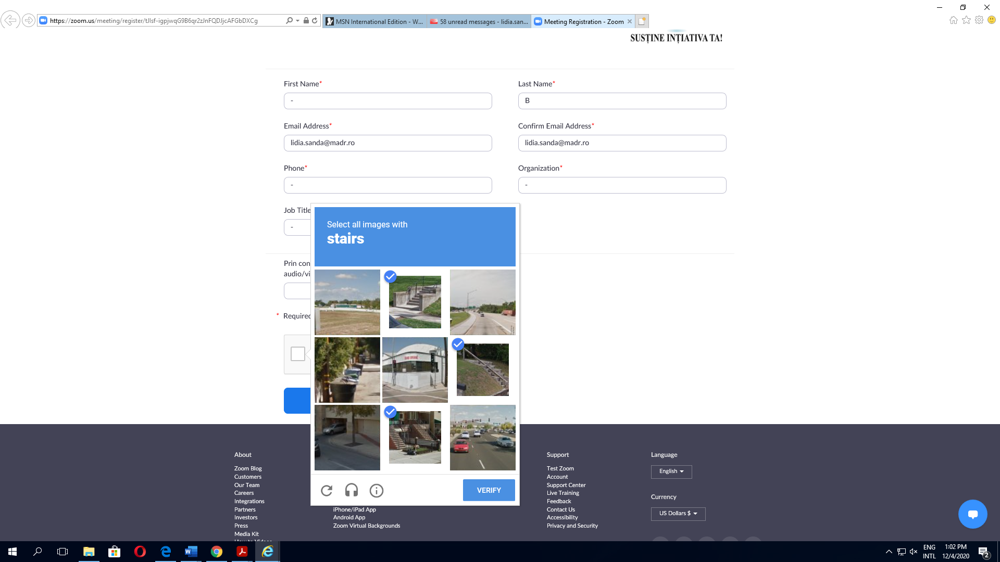 https://zoom.us/meeting/register/tJIsf-igpjwqG9B6qr2zJnFQDJjcAFGbDXCg
MSN International Edition - W...
58 unread messages - lidia.san...
Meeting Registration - Zoom
SUSȚINE INȚIATIVA TA!
First Name*
Last Name*
-
B
Email Address*
Confirm Email Address*
lidia.sanda@madr.ro
lidia.sanda@madr.ro
Phone*
Organization*
-
-
Job Title
-
Select all images with
stairs
Prin con
audio/vi
* Required
VERIFY
About
Zoom Blog
Customers
Our Team
Careers
Integrations
Partners
Investors
Press
Media Kit
How to Videos
iPhone/iPad App
Android App
Zoom Virtual Backgrounds
Support
Test Zoom
Account
Support Center
Live Training
Feedback
Contact Us
Accessibility
Privacy and Security
Language
English
Currency
US Dollars $
ENG
INTL
1:02 PM
12/4/2020
2